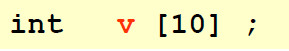 int v [10] ;